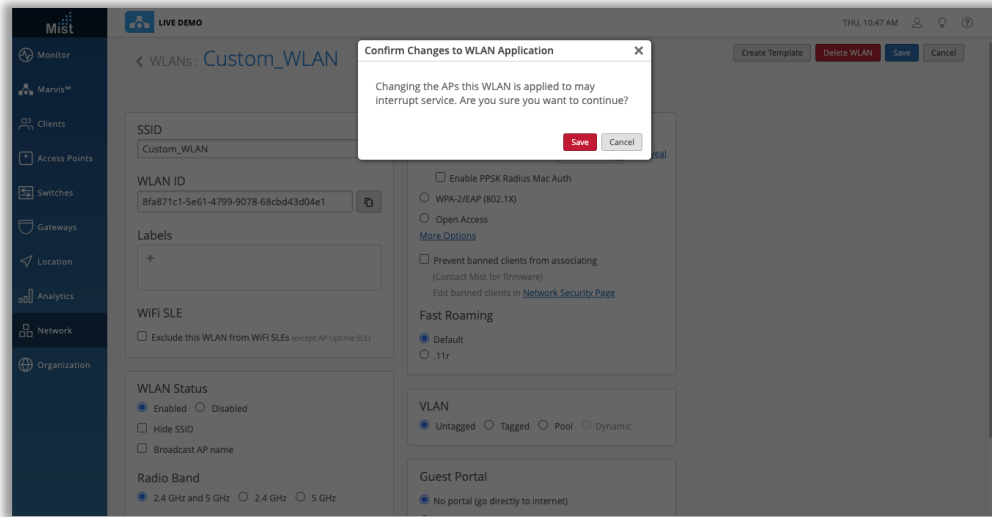 Mist
LIVE DEMO
THU, 10:47 AM
Monitor
Marvis™
Clients
Access Points
Switches
Gateways
Location
Analytics
Network
Organization
< WLANs : Custom_WLAN
Create Template
Delete WLAN
Save
Cancel
Confirm Changes to WLAN Application
Changing the APs this WLAN is applied to may
interrupt service. Are you sure you want to continue?
Save
Cancel
SSID
Custom_WLAN
WLAN ID
8fa871c1-5e61-4799-9078-68cbd43d04e1
Labels
+
WiFi SLE
Exclude this WLAN from WiFi SLEs (except AP Uptime SLE)
WLAN Status
Enabled Disabled
Hide SSID
Broadcast AP name
Radio Band
2.4 GHz and 5 GHz 2.4 GHz 5 GHz
Enable PPSK Radius Mac Auth
WPA-2/EAP (802.1X)
Open Access
More Options
Prevent banned clients from associating
(Contact Mist for firmware)
Edit banned clients in Network Security Page
Fast Roaming
Default
.11r
VLAN
Untagged Tagged Pool Dynamic
Guest Portal
No portal (go directly to internet)